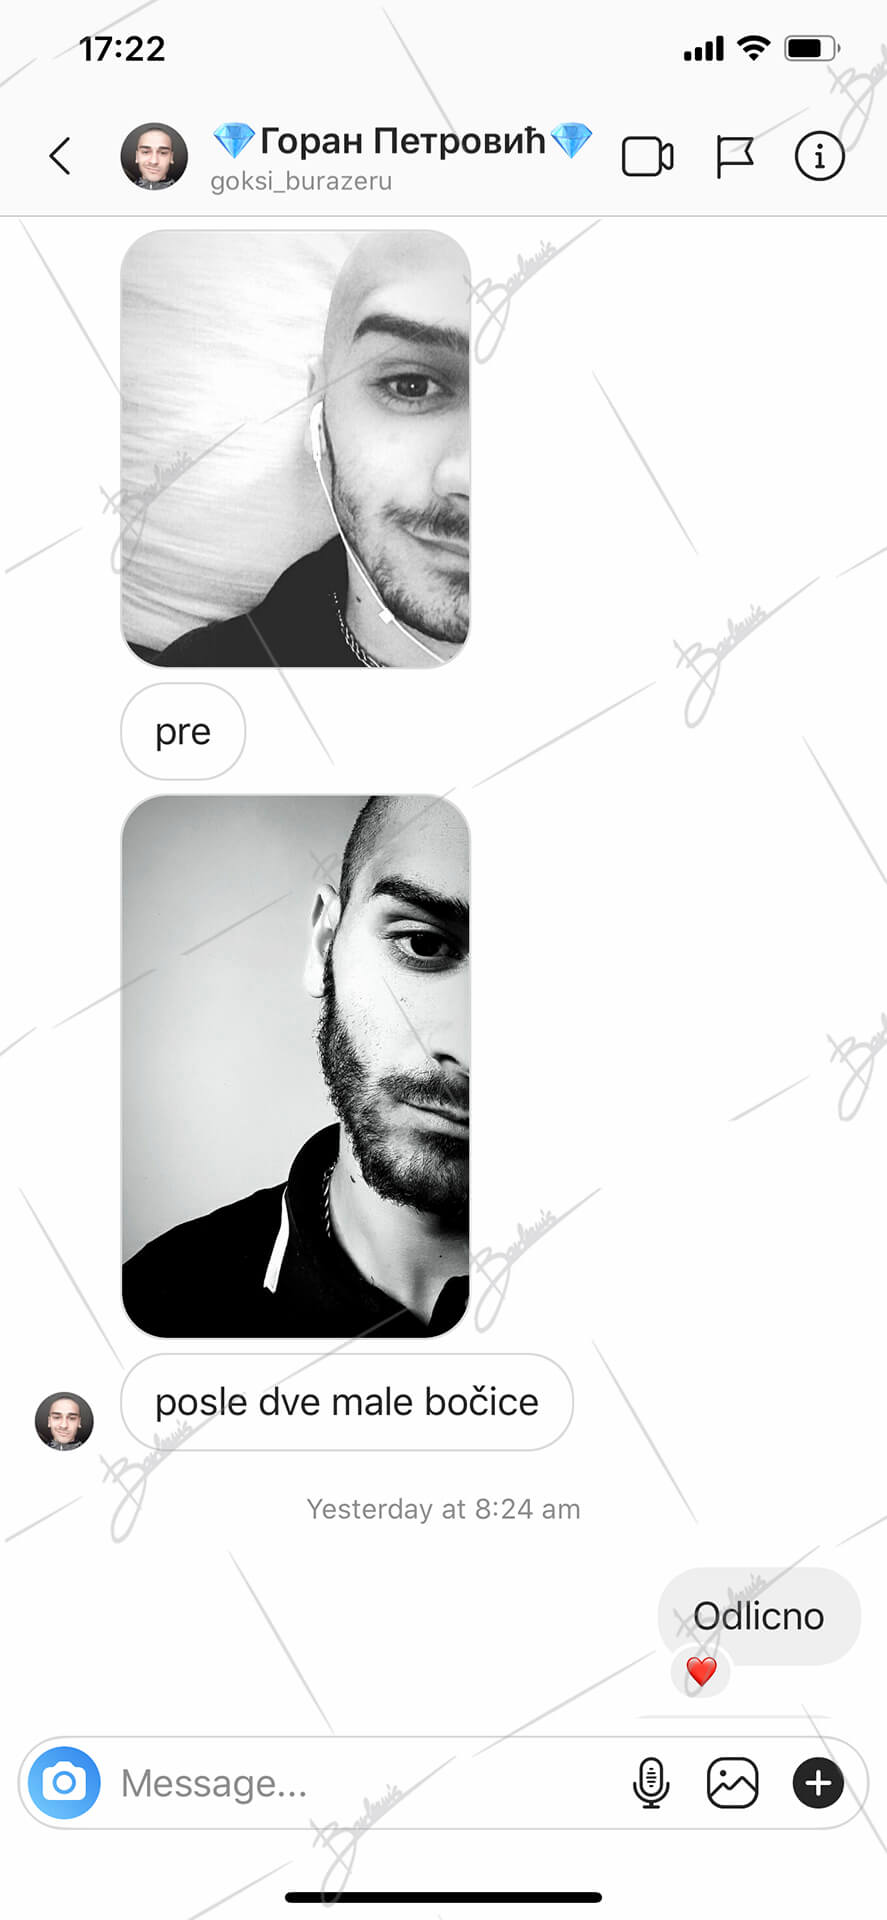 17:22
💎Горан Петровић💎
goksi_burazeru
pre
posle dve male bočice
Yesterday at 8:24 am
Odlicno
Message...